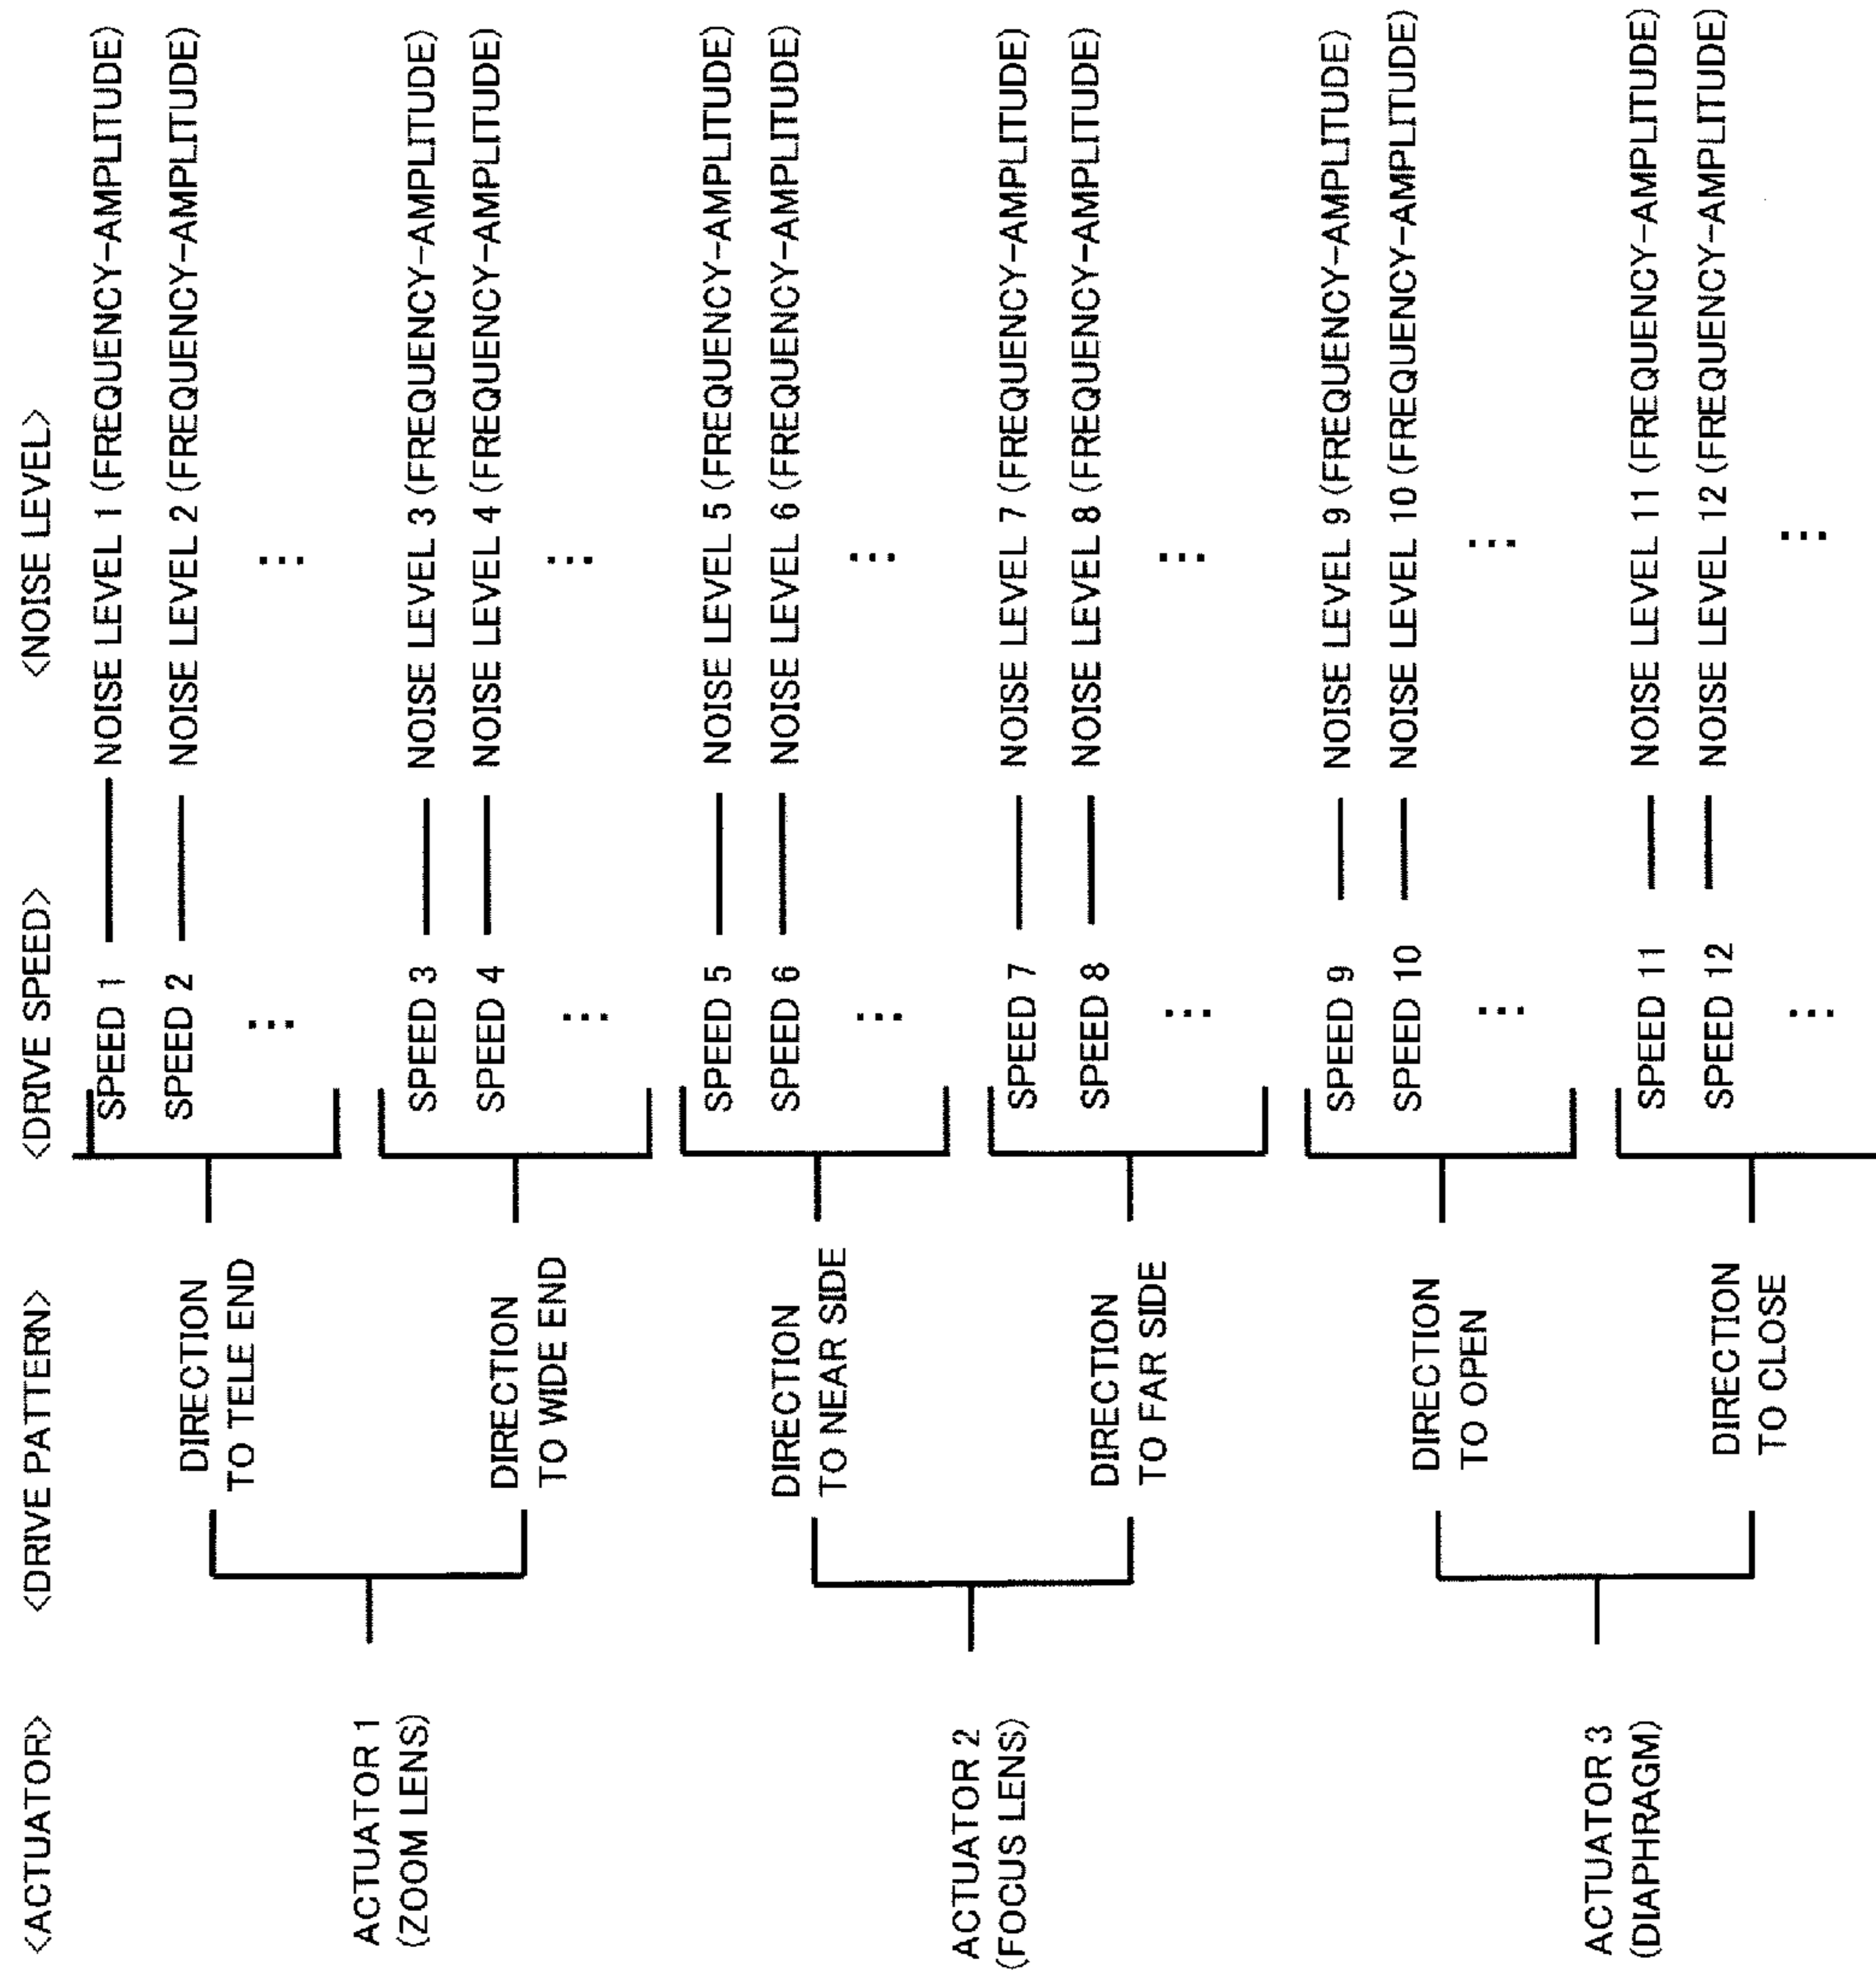 <ACTUATOR>
<DRIVE PATTERN>
<DRIVE SPEED>
<NOISE LEVEL>
ACTUATOR 1
(ZOOM LENS)
DIRECTION
TO TELE END
SPEED 1
NOISE LEVEL 1 (FREQUENCY-AMPLITUDE)
SPEED 2
NOISE LEVEL 2 (FREQUENCY-AMPLITUDE)
...
...
DIRECTION
TO WIDE END
SPEED 3
NOISE LEVEL 3 (FREQUENCY-AMPLITUDE)
SPEED 4
NOISE LEVEL 4 (FREQUENCY-AMPLITUDE)
...
...
ACTUATOR 2
(FOCUS LENS)
DIRECTION
TO NEAR SIDE
SPEED 5
NOISE LEVEL 5 (FREQUENCY-AMPLITUDE)
SPEED 6
NOISE LEVEL 6 (FREQUENCY-AMPLITUDE)
...
...
DIRECTION
TO FAR SIDE
SPEED 7
NOISE LEVEL 7 (FREQUENCY-AMPLITUDE)
SPEED 8
NOISE LEVEL 8 (FREQUENCY-AMPLITUDE)
...
...
ACTUATOR 3
(DIAPHRAGM)
DIRECTION
TO OPEN
SPEED 9
NOISE LEVEL 9 (FREQUENCY-AMPLITUDE)
SPEED 10
NOISE LEVEL 10 (FREQUENCY-AMPLITUDE)
...
...
DIRECTION
TO CLOSE
SPEED 11
NOISE LEVEL 11 (FREQUENCY-AMPLITUDE)
SPEED 12
NOISE LEVEL 12 (FREQUENCY-AMPLITUDE)
...
...